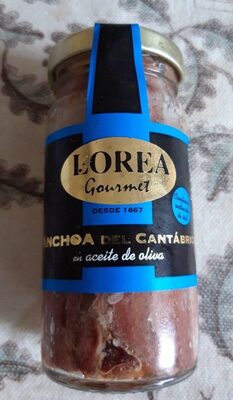 LOREA
Gourmet
DESDE 1867
ANCHOA DEL CANTÁBRICO
en aceite de oliva